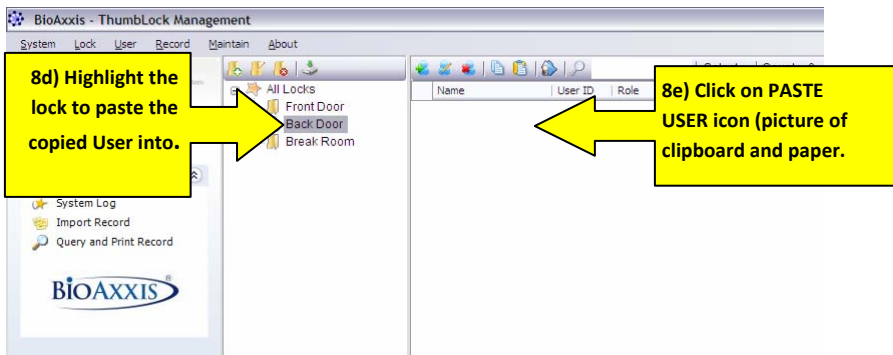 BioAxxis - ThumbLock Management
System Lock User Record Maintain About
8d) Highlight the
lock to paste the
copied User into.
All Locks
Front Door
Back Door
Break Room
Name User ID Role
8e) Click on PASTE
USER icon (picture of
clipboard and paper.
System Log
Import Record
Query and Print Record
BIOAXXIS®